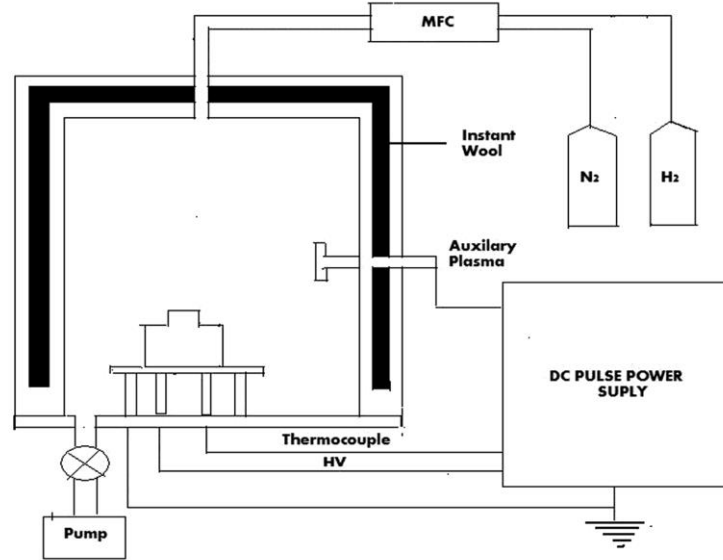 MFC
Instant
Wool
N2
H2
Auxilary
Plasma
DC PULSE POWER
SUPLY
Thermocouple
HV
Pump